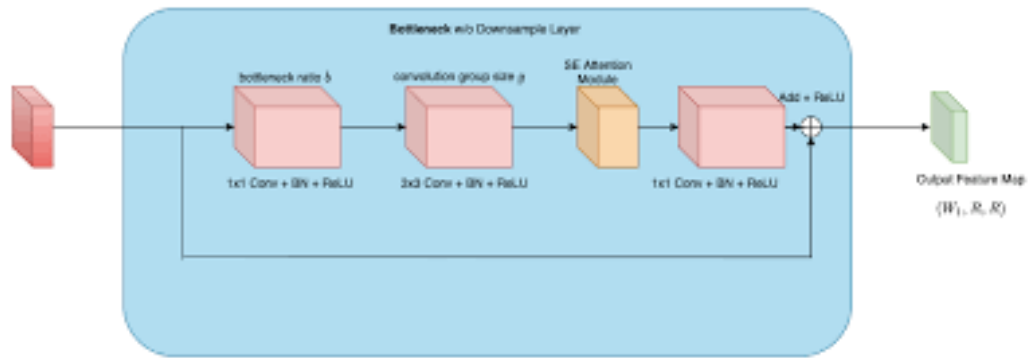 Bottleneck w/o Downsample Layer
bottleneck ratio b
convolution group size g
SE Attention
Module
Add + ReLU
1x1 Conv + BN + ReLU
3x3 Conv + BN + ReLU
1x1 Conv + BN + ReLU
Output Feature Map
(W₁, R, R)